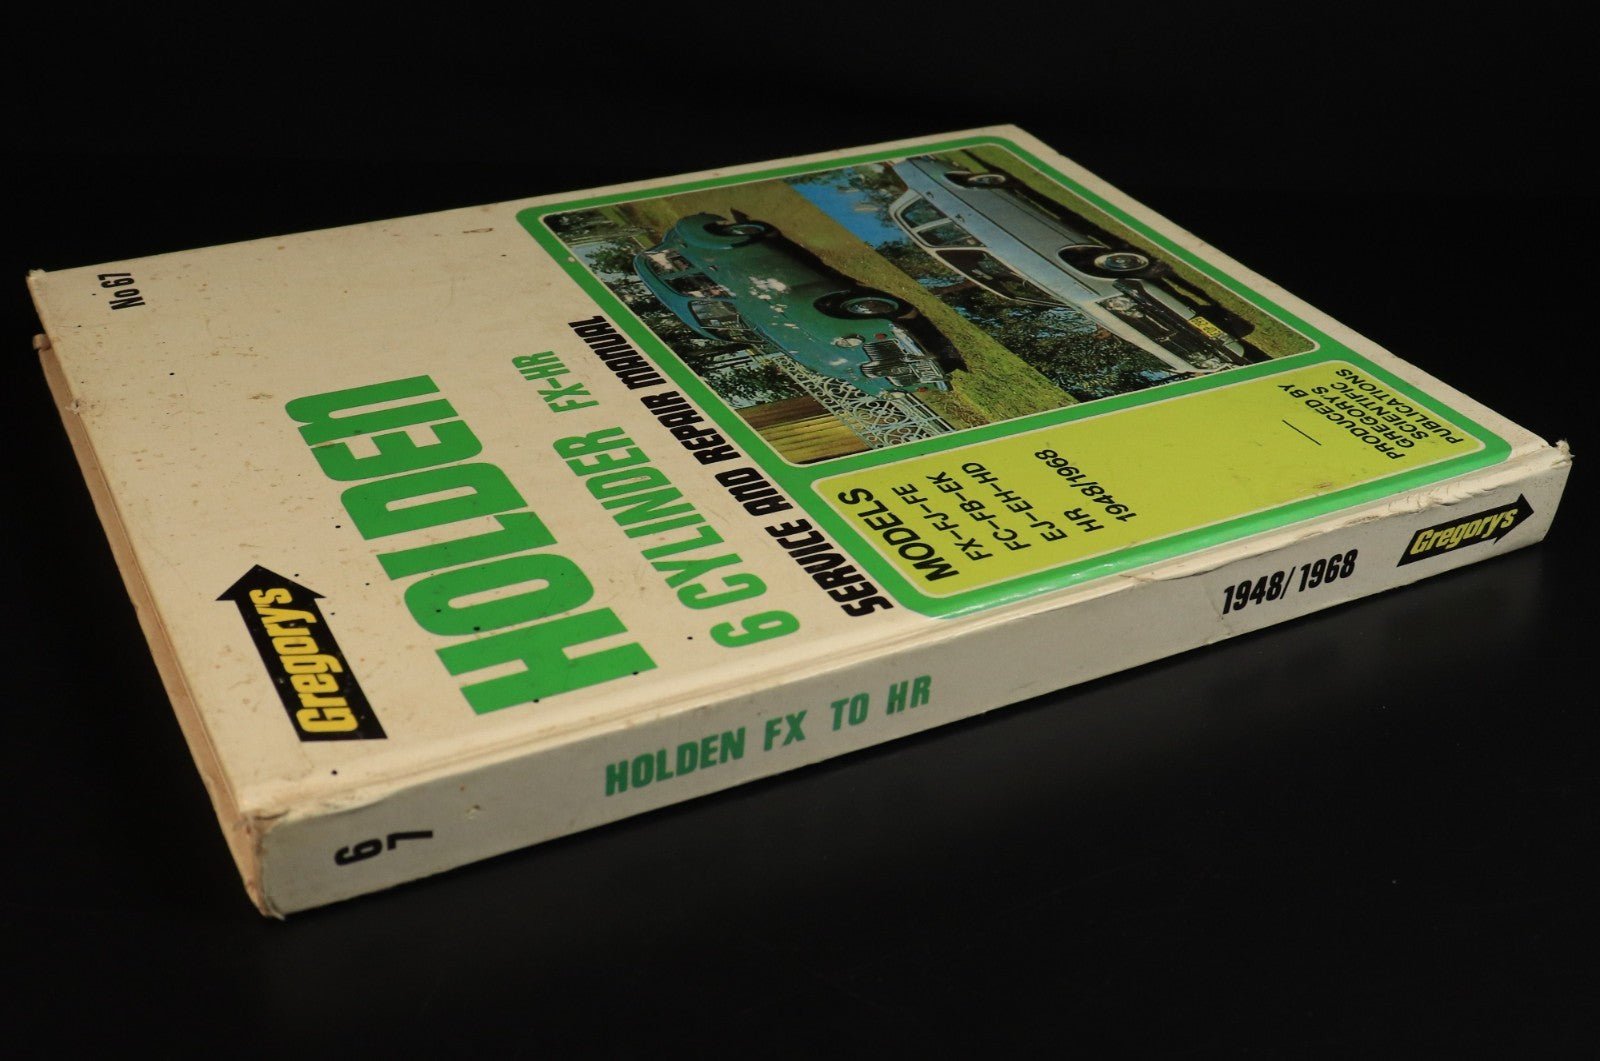 Gregory's
No 67
HOLDEN
6 CYLINDER FX-HR
SERVICE AND REPAIR MANUAL
MODELS
FX-FJ-FE
FC-FB-EK
EJ-EH-HD
HR
1948/1968
PRODUCED BY
GREGORY'S
SCIENTIFIC
PUBLICATIONS
67
HOLDEN FX TO HR
1948/1968
Gregory's